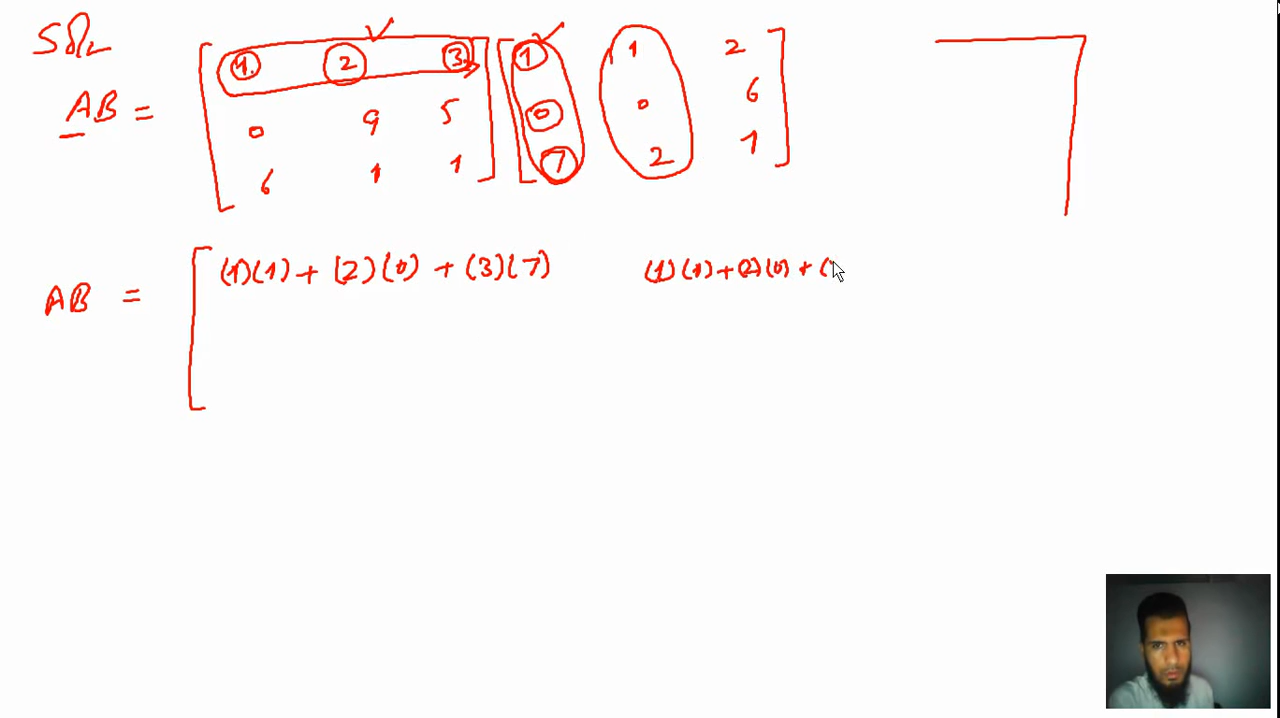 Sol
AB = [ 1. 2 3. ] [ 1 1 2 ]
0 9 5 0 0 6
6 1 1 7 2 1
AB = [ (1)(1) + (2)(0) + (3)(7) (1)(1) + (2)(0) + (